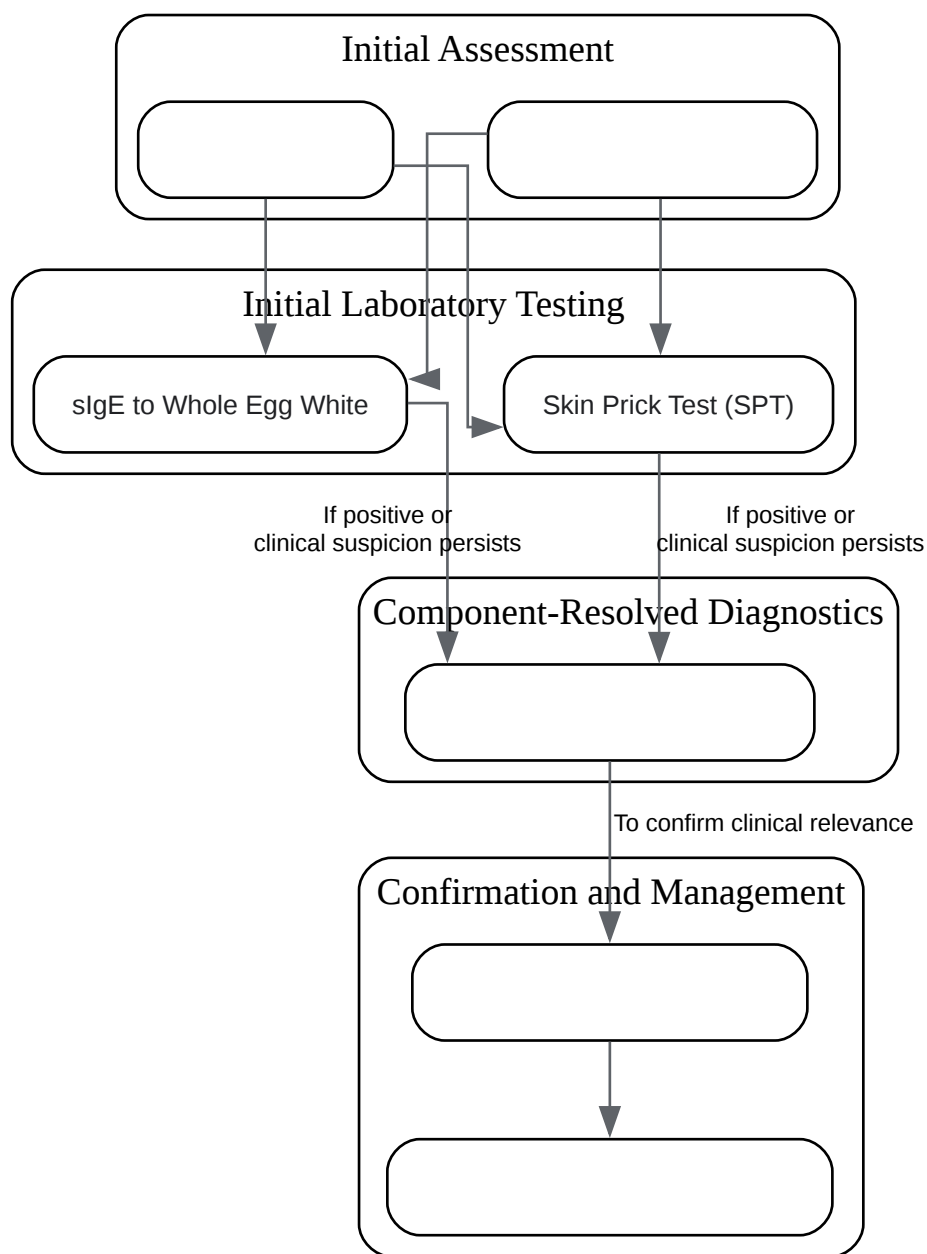 Initial Assessment
Initial Laboratory Testing
sIgE to Whole Egg White
Skin Prick Test (SPT)
If positive or
clinical suspicion persists
If positive or
clinical suspicion persists
Component-Resolved Diagnostics
To confirm clinical relevance
Confirmation and Management